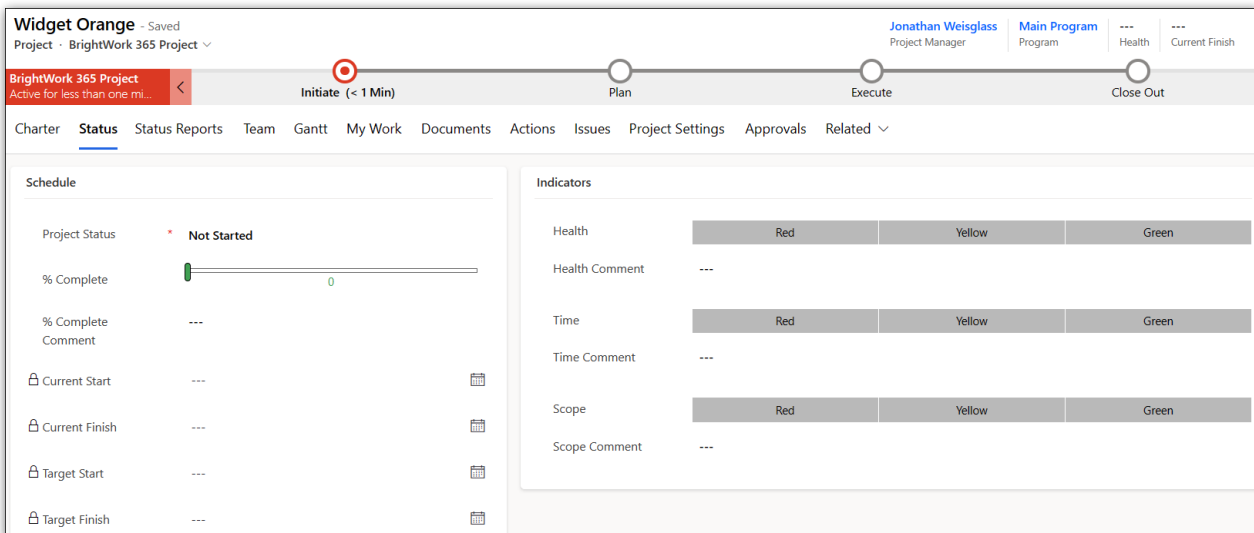 Widget Orange - Saved
Project · BrightWork 365 Project
Jonathan Weisglass
Project Manager
Main Program
Program
---
Health
---
Current Finish
BrightWork 365 Project
Active for less than one mi...
Initiate (< 1 Min)
Plan
Execute
Close Out
Charter Status Status Reports Team Gantt My Work Documents Actions Issues Project Settings Approvals Related
Schedule
Project Status * Not Started
% Complete
0
% Complete Comment ---
Current Start ---
Current Finish ---
Target Start ---
Target Finish ---
Indicators
Health Red Yellow Green
Health Comment ---
Time Red Yellow Green
Time Comment ---
Scope Red Yellow Green
Scope Comment ---